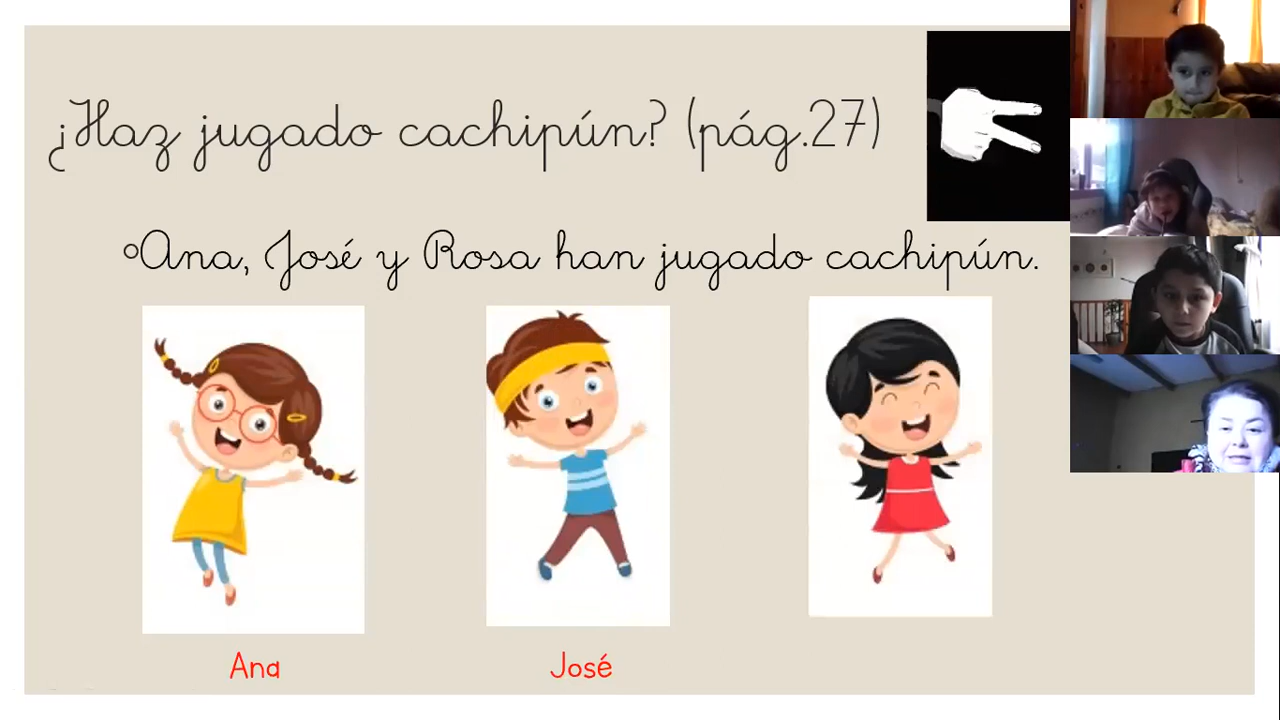 ¿Haz jugado cachipún? (pág.27)
Ana, José y Rosa han jugado cachipún.
Ana
José